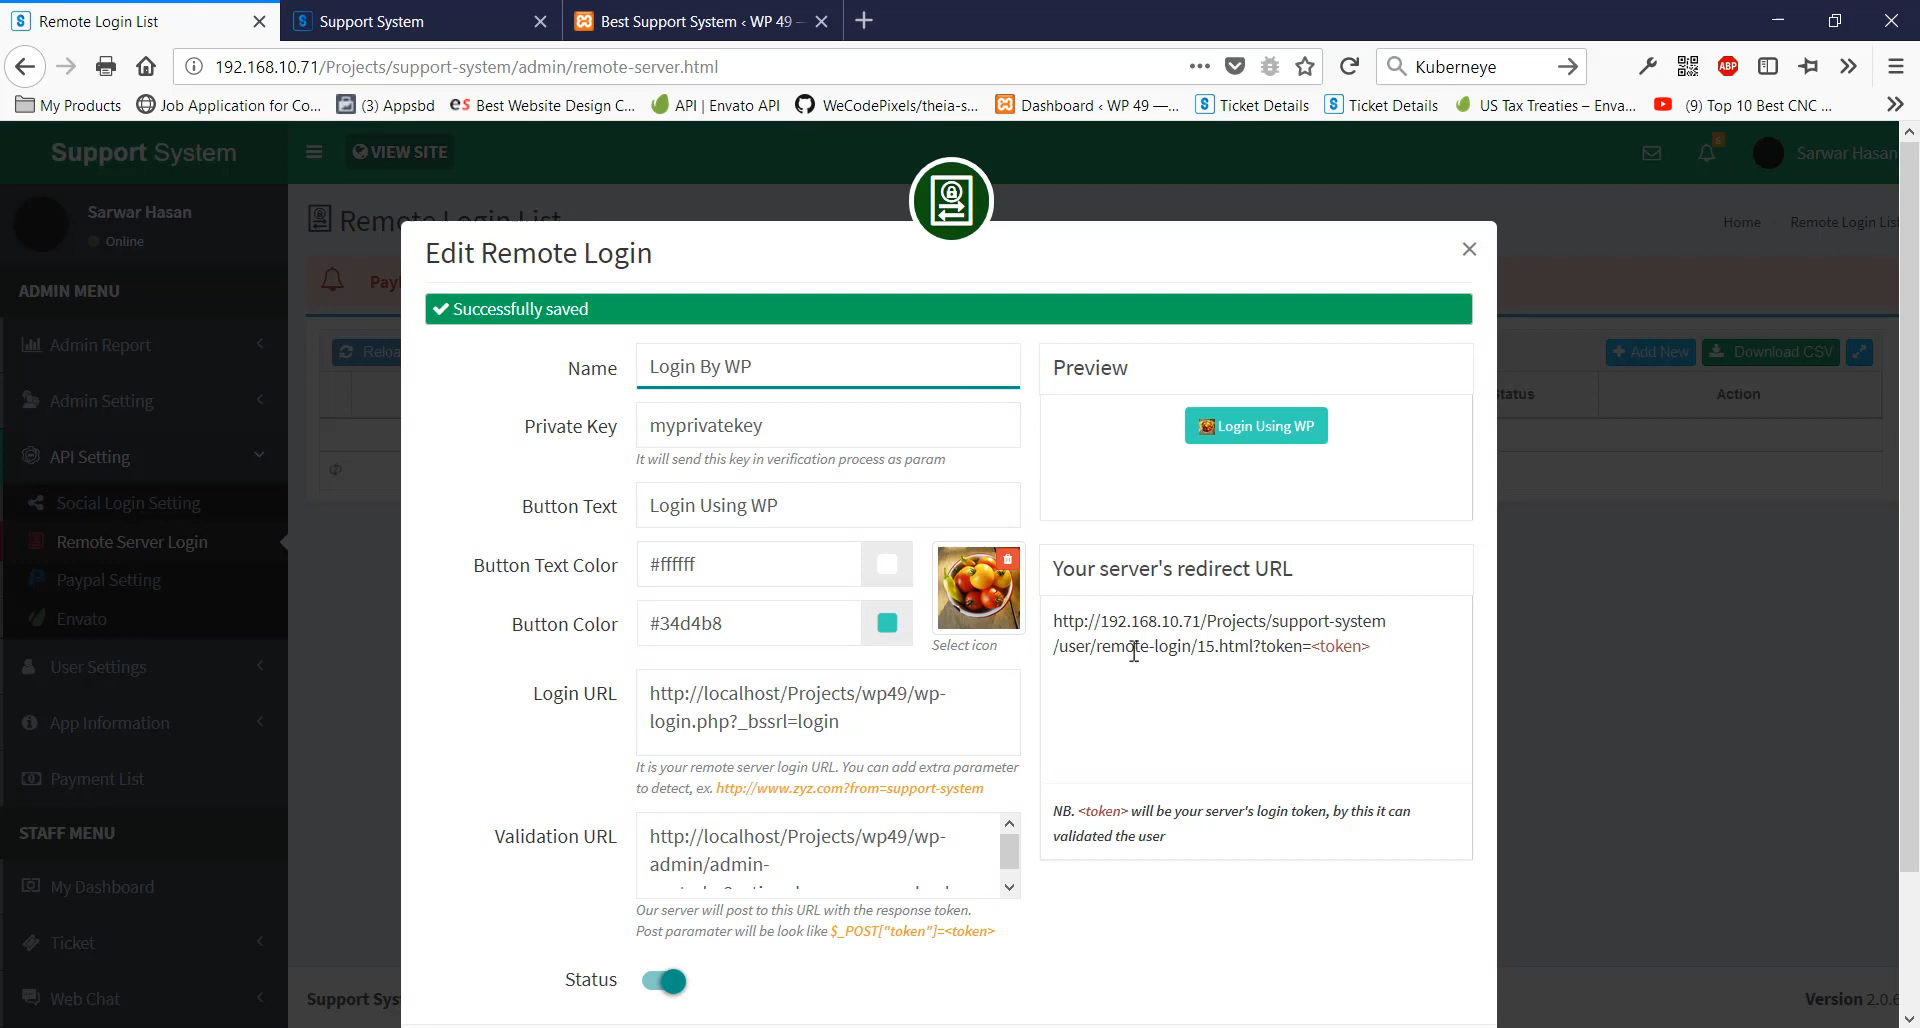 Remote Login List
Support System
Best Support System ‹ WP 49 —
192.168.10.71/Projects/support-system/admin/remote-server.html
Kuberneye
ABP
My Products
Job Application for Co...
(3) Appsbd
es Best Website Design C...
API | Envato API
WeCodePixels/theia-s...
Dashboard ‹ WP 49 —...
Ticket Details
Ticket Details
US Tax Treaties – Enva...
(9) Top 10 Best CNC ...
Support System
VIEW SITE
6
Sarwar Hasan
Sarwar Hasan
Online
Remote Login List
Home
Remote Login List
ADMIN MENU
Admin Report
Admin Setting
API Setting
Social Login Setting
Remote Server Login
Paypal Setting
Envato
User Settings
App Information
Payment List
STAFF MENU
My Dashboard
Ticket
Web Chat
Add New
Download CSV
Action
Edit Remote Login
Successfully saved
Name
Login By WP
Private Key
myprivatekey
It will send this key in verification process as param
Button Text
Login Using WP
Button Text Color
#ffffff
Button Color
#34d4b8
Select icon
Login URL
http://localhost/Projects/wp49/wp-
login.php?_bssrl=login
It is your remote server login URL. You can add extra parameter
to detect, ex. http://www.zyz.com?from=support-system
Validation URL
http://localhost/Projects/wp49/wp-
admin/admin-
Our server will post to this URL with the response token.
Post paramater will be look like $_POST["token"]=<token>
Status
Preview
Login Using WP
Your server's redirect URL
http://192.168.10.71/Projects/support-system
/user/remote-login/15.html?token=<token>
NB. <token> will be your server's login token, by this it can
validated the user
Support Sys
Version 2.0.6